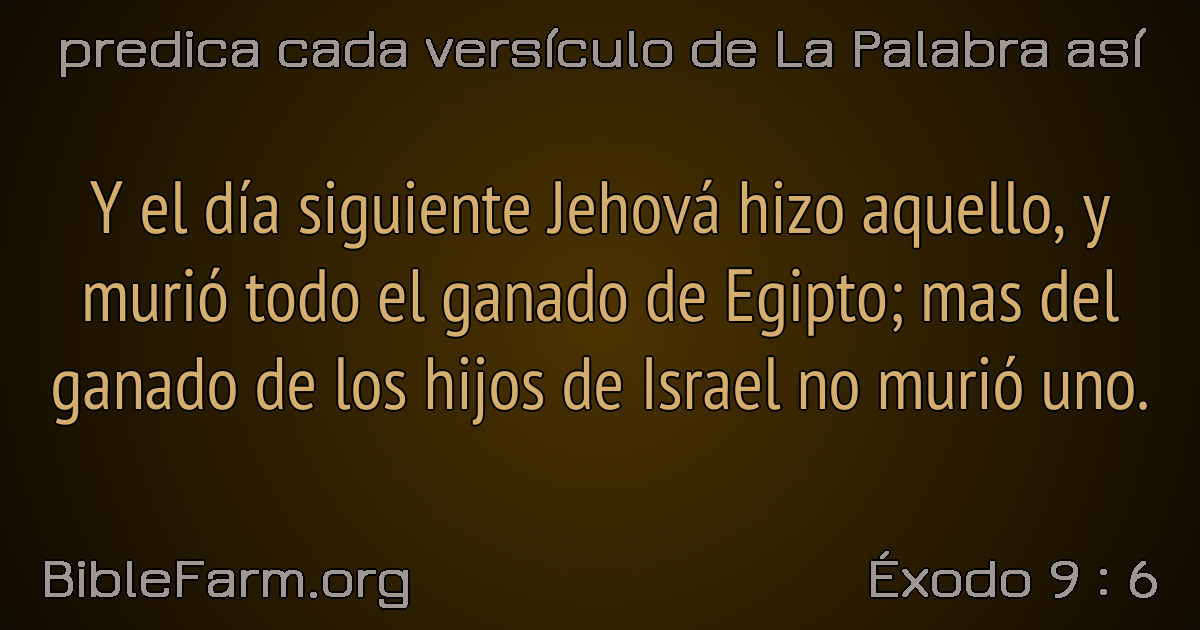 predica cada versículo de La Palabra así
Y el día siguiente Jehová hizo aquello, y
murió todo el ganado de Egipto; mas del
ganado de los hijos de Israel no murió uno.
BibleFarm.org
Éxodo 9 : 6